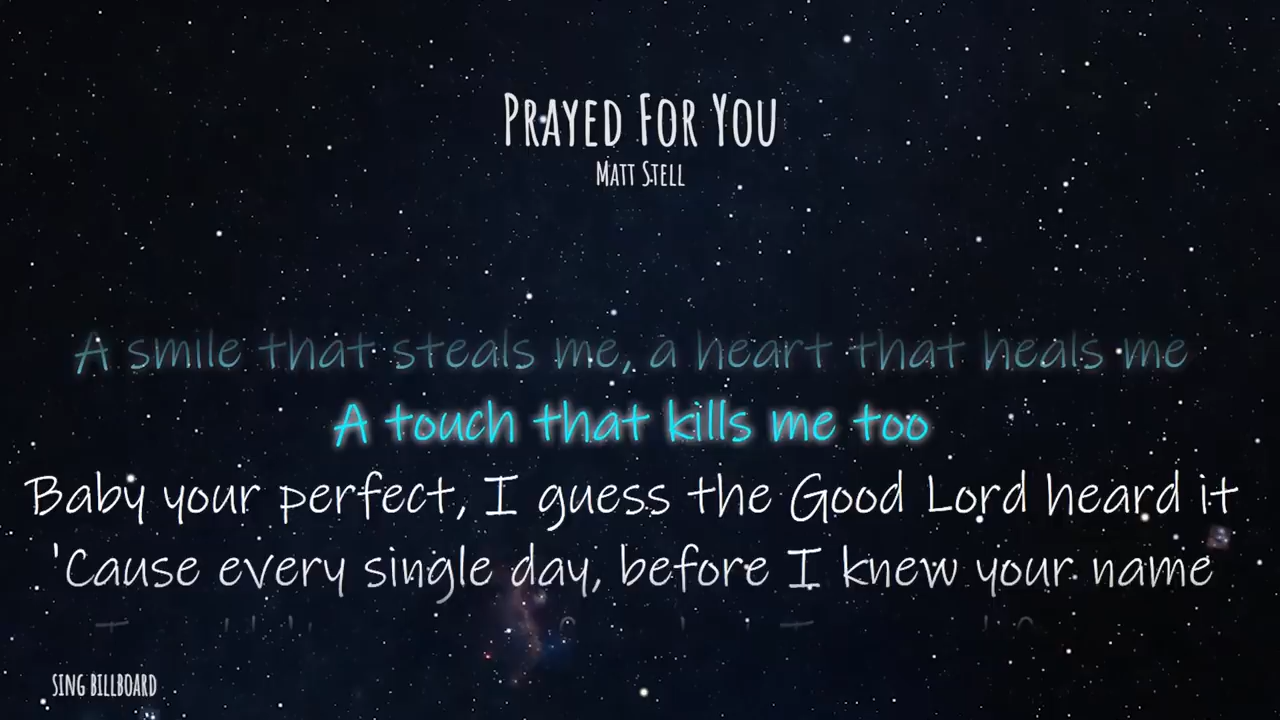 PRAYED FOR YOU
MATT STELL
A smile that steals me, a heart that heals me
A touch that kills me too
Baby your perfect, I guess the Good Lord heard it
'Cause every single day, before I knew your name
SING BILLBOARD